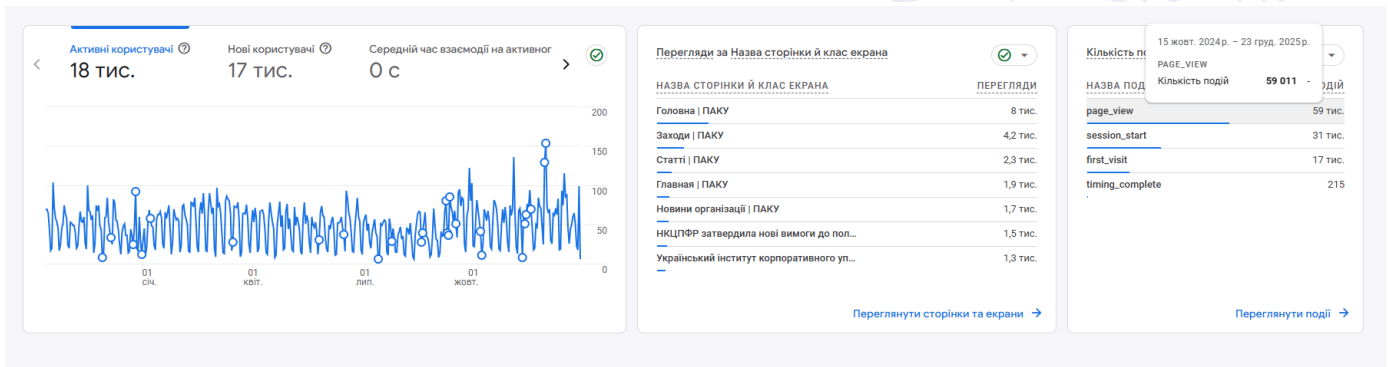 Активні користувачі
18 тис.
Нові користувачі
17 тис.
Середній час взаємодії на активног
0 с
200
150
100
50
0
01
січ.
01
квіт.
01
лип.
01
жовт.
Перегляди за Назва сторінки й клас екрана
НАЗВА СТОРІНКИ Й КЛАС ЕКРАНА ПЕРЕГЛЯДИ
Головна | ПАКУ 8 тис.
Заходи | ПАКУ 4,2 тис.
Статті | ПАКУ 2,3 тис.
Главная | ПАКУ 1,9 тис.
Новини організації | ПАКУ 1,7 тис.
НКЦПФР затвердила нові вимоги до пол... 1,5 тис.
Український інститут корпоративного уп... 1,3 тис.
Переглянути сторінки та екрани
Кількість по
15 жовт. 2024 р. – 23 груд. 2025 р.
PAGE_VIEW
Кількість подій 59 011 -
НАЗВА ПОД ОДІЙ
page_view 59 тис.
session_start 31 тис.
first_visit 17 тис.
timing_complete 215
Переглянути події